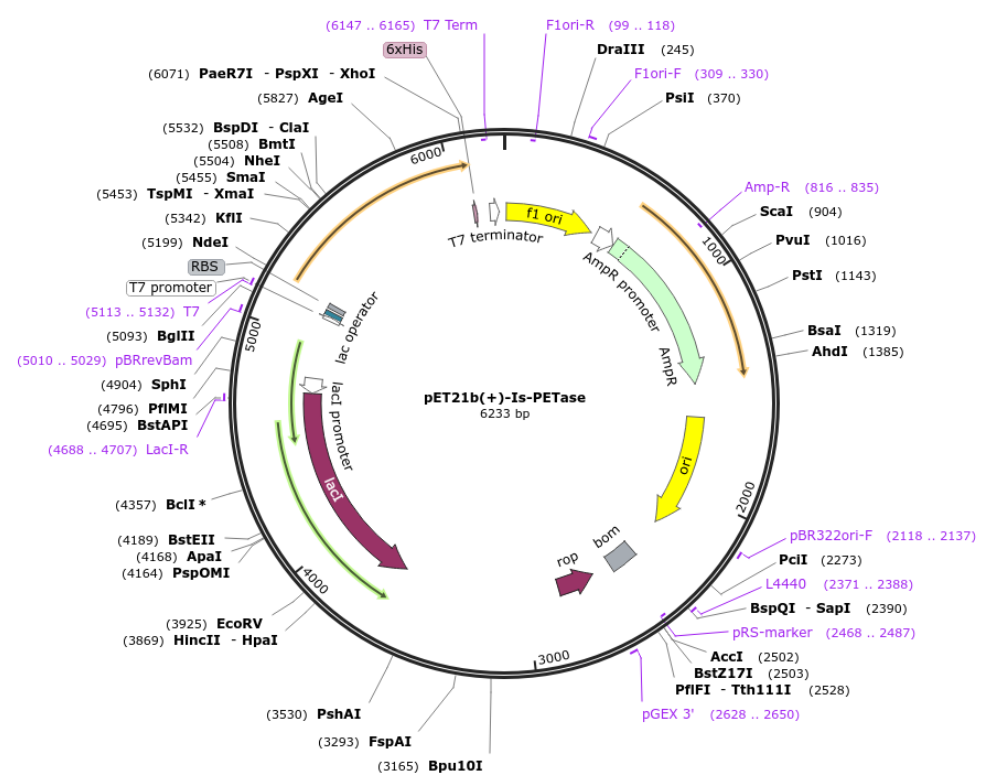 (6147 .. 6165) T7 Term
F1ori-R (99 .. 118)
6xHis
DraIII (245)
(6071) PaeR7I - PspXI - XhoI
F1ori-F (309 .. 330)
(5827) AgeI
PsiI (370)
(5532) BspDI - ClaI
(5508) BmtI
(5504) NheI
(5455) SmaI
(5453) TspMI - XmaI
(5342) KflI
(5199) NdeI
RBS
T7 promoter
(5113 .. 5132) T7
(5093) BglII
(5010 .. 5029) pBRrevBam
(4904) SphI
(4796) PflMI
(4695) BstAPI
(4688 .. 4707) LacI-R
(4357) BclI *
(4189) BstEII
(4168) ApaI
(4164) PspOMI
(3925) EcoRV
(3869) HincII - HpaI
(3530) PshAI
(3293) FspAI
(3165) Bpu10I
Amp-R (816 .. 835)
ScaI (904)
PvuI (1016)
PstI (1143)
BsaI (1319)
AhdI (1385)
pBR322ori-F (2118 .. 2137)
PciI (2273)
L4440 (2371 .. 2388)
BspQI - SapI (2390)
pRS-marker (2468 .. 2487)
AccI (2502)
BstZ17I (2503)
PflFI - Tth111I (2528)
pGEX 3' (2628 .. 2650)
6000
1000
2000
3000
4000
5000
T7 terminator
f1 ori
AmpR promoter
AmpR
ori
bom
rop
lac operator
lacI promoter
lacI
pET21b(+)-Is-PETase
6233 bp